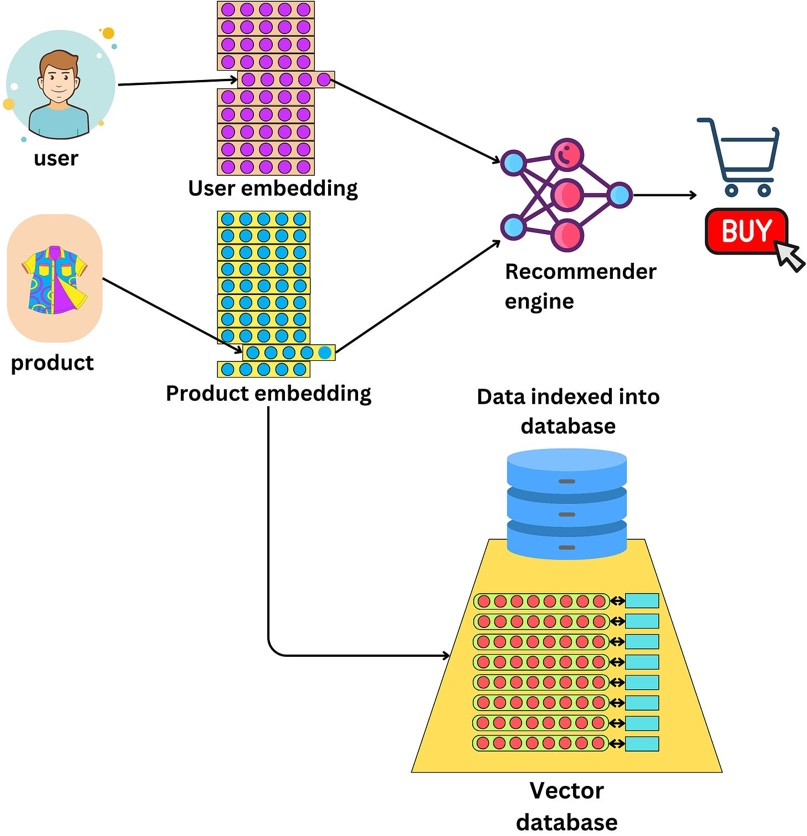 user
User embedding
product
Product embedding
Recommender
engine
BUY
Data indexed into
database
Vector
database